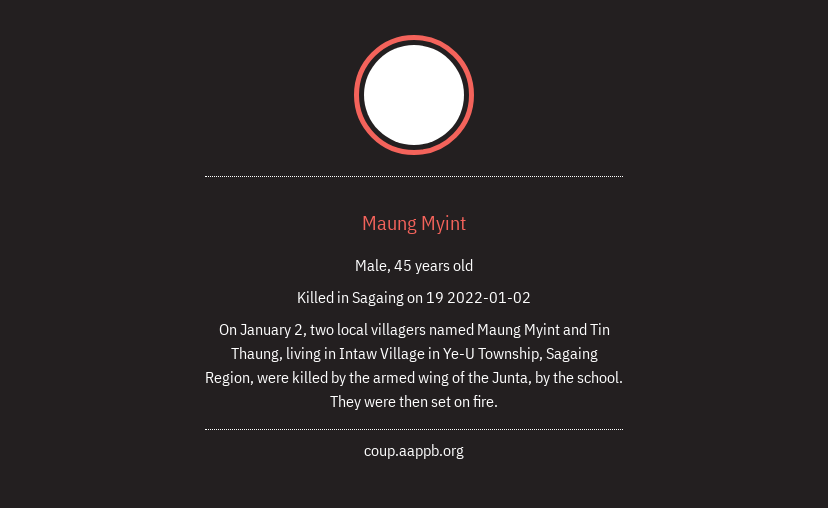 Maung Myint
Male, 45 years old
Killed in Sagaing on 19 2022-01-02
On January 2, two local villagers named Maung Myint and Tin
Thaung, living in Intaw Village in Ye-U Township, Sagaing
Region, were killed by the armed wing of the Junta, by the school.
They were then set on fire.
coup.aappb.org